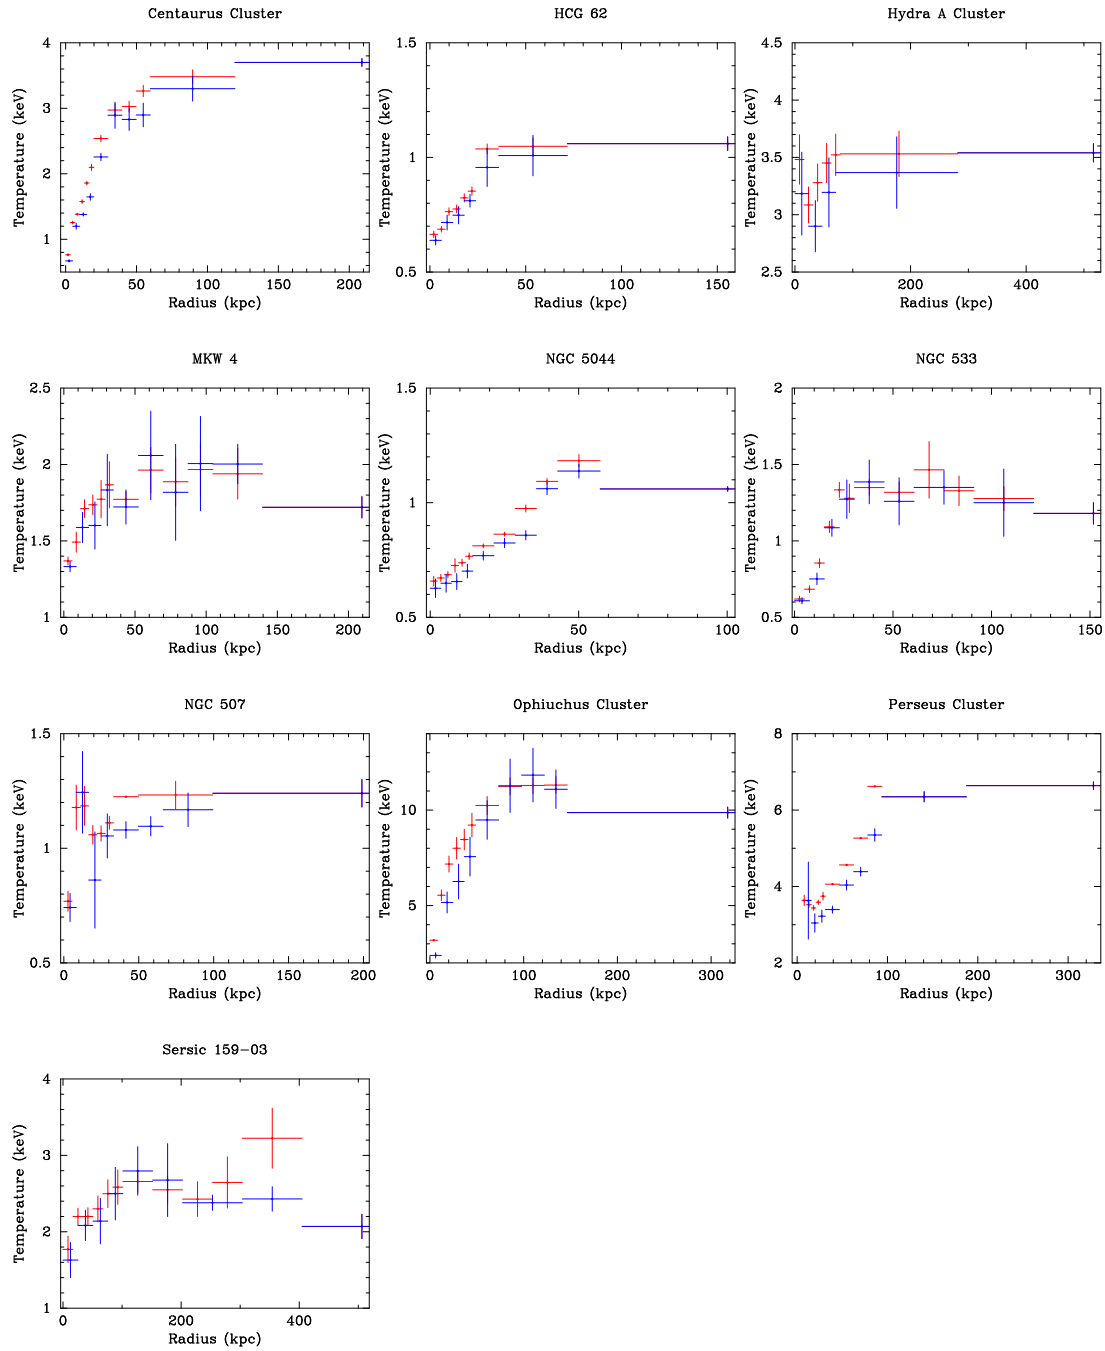 Centaurus Cluster
HCG 62
Hydra A Cluster
4
3
2
1
Temperature (keV)
0 50 100 150 200
Radius (kpc)
1.5
1
0.5
Temperature (keV)
0 50 100 150
Radius (kpc)
4.5
4
3.5
3
2.5
Temperature (keV)
0 200 400
Radius (kpc)
MKW 4
NGC 5044
NGC 533
2.5
2
1.5
1
Temperature (keV)
0 50 100 150 200
Radius (kpc)
1.5
1
0.5
Temperature (keV)
0 50 100
Radius (kpc)
2
1.5
1
0.5
Temperature (keV)
0 50 100 150
Radius (kpc)
NGC 507
Ophiuchus Cluster
Perseus Cluster
1.5
1
0.5
Temperature (keV)
0 50 100 150 200
Radius (kpc)
10
5
Temperature (keV)
0 100 200 300
Radius (kpc)
8
6
4
2
Temperature (keV)
0 100 200 300
Radius (kpc)
Sersic 159−03
4
3
2
1
Temperature (keV)
0 200 400
Radius (kpc)